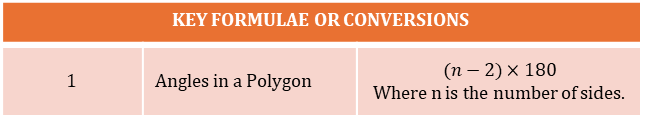 KEY FORMULAE OR CONVERSIONS
1
Angles in a Polygon
(n − 2) × 180
Where n is the number of sides.